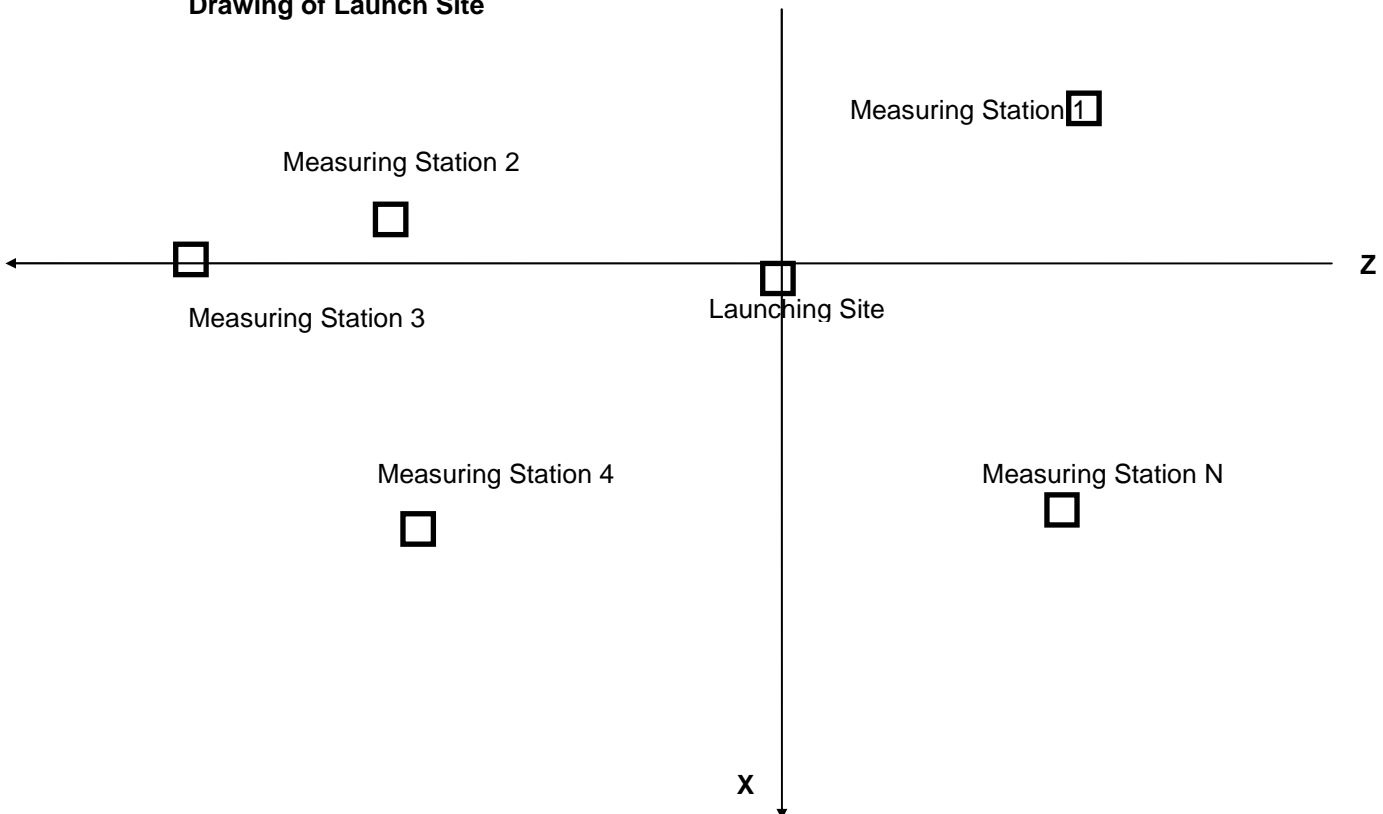 Drawing of Launch Site
Measuring Station 1
Measuring Station 2
Z
Measuring Station 3
Launching Site
Measuring Station 4
Measuring Station N
X